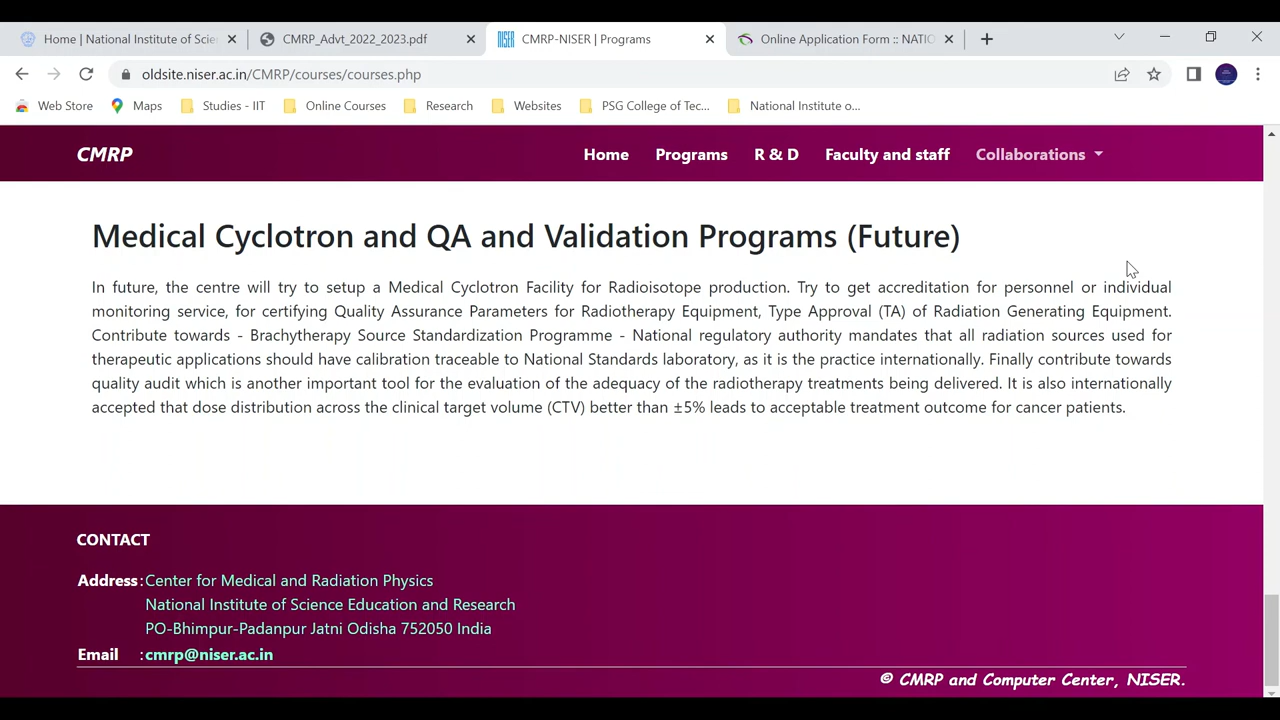 Home | National Institute of Scie
CMRP_Advt_2022_2023.pdf
NISER
CMRP-NISER | Programs
Online Application Form :: NATIO
oldsite.niser.ac.in/CMRP/courses/courses.php
Web Store
Maps
Studies - IIT
Online Courses
Research
Websites
PSG College of Tec...
National Institute o...
CMRP
Home
Programs
R & D
Faculty and staff
Collaborations
Medical Cyclotron and QA and Validation Programs (Future)
In future, the centre will try to setup a Medical Cyclotron Facility for Radioisotope production. Try to get accreditation for personnel or individual
monitoring service, for certifying Quality Assurance Parameters for Radiotherapy Equipment, Type Approval (TA) of Radiation Generating Equipment.
Contribute towards - Brachytherapy Source Standardization Programme - National regulatory authority mandates that all radiation sources used for
therapeutic applications should have calibration traceable to National Standards laboratory, as it is the practice internationally. Finally contribute towards
quality audit which is another important tool for the evaluation of the adequacy of the radiotherapy treatments being delivered. It is also internationally
accepted that dose distribution across the clinical target volume (CTV) better than ±5% leads to acceptable treatment outcome for cancer patients.
CONTACT
Address : Center for Medical and Radiation Physics
National Institute of Science Education and Research
PO-Bhimpur-Padanpur Jatni Odisha 752050 India
Email : cmrp@niser.ac.in
© CMRP and Computer Center, NISER.